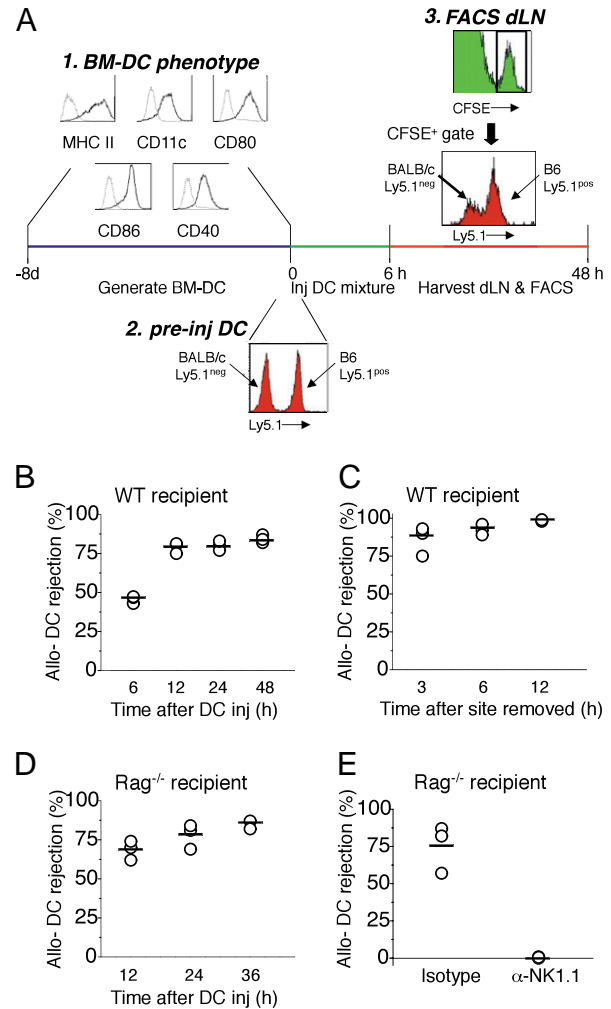 A
3. FACS dLN
1. BM-DC phenotype
MHC II
CD11c
CD80
CD86
CD40
CFSE
CFSE+ gate
BALB/c
Ly5.1neg
B6
Ly5.1pos
Ly5.1
-8d
0
6 h
48 h
Generate BM-DC
Inj DC mixture
Harvest dLN & FACS
2. pre-inj DC
BALB/c
Ly5.1neg
B6
Ly5.1pos
Ly5.1
B
WT recipient
Allo- DC rejection (%)
100
75
50
25
0
6 12 24 48
Time after DC inj (h)
C
WT recipient
Allo- DC rejection (%)
100
75
50
25
0
3 6 12
Time after site removed (h)
D
Rag-/- recipient
Allo- DC rejection (%)
100
75
50
25
0
12 24 36
Time after DC inj (h)
E
Rag-/- recipient
Allo- DC rejection (%)
100
75
50
25
0
Isotype α-NK1.1